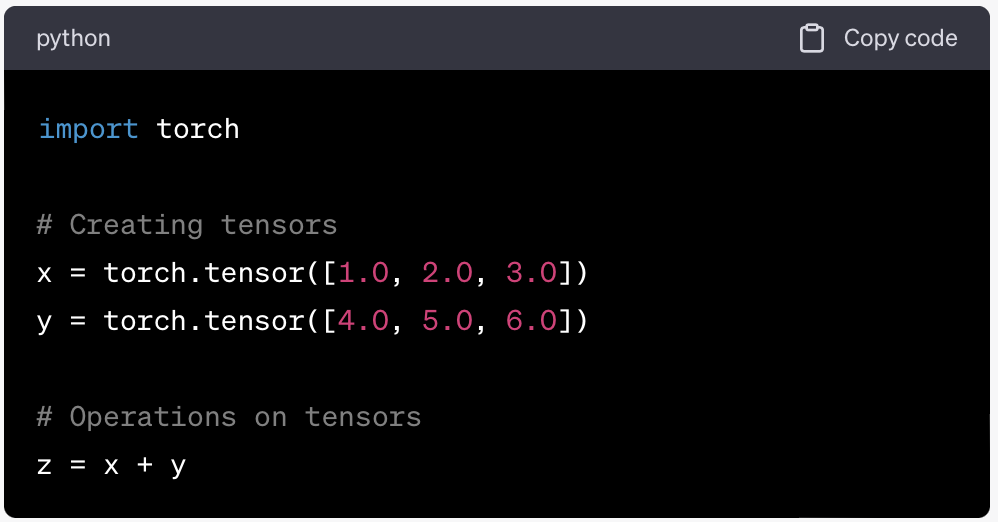 python
Copy code
import torch
# Creating tensors
x = torch.tensor([1.0, 2.0, 3.0])
y = torch.tensor([4.0, 5.0, 6.0])
# Operations on tensors
z = x + y